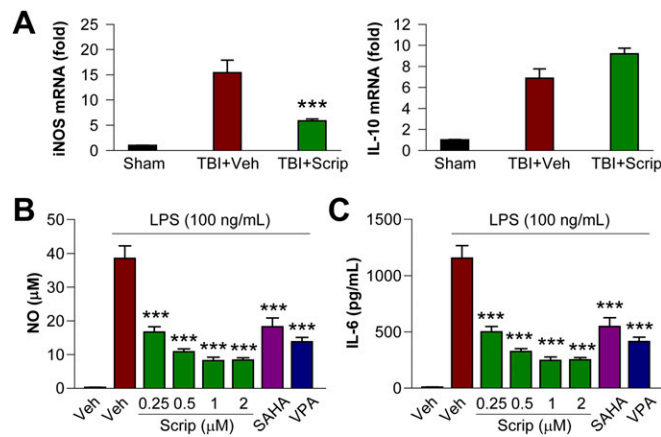 A
iNOS mRNA (fold)
20
15
10
5
0
***
Sham TBI+Veh TBI+Scrip
IL-10 mRNA (fold)
12
10
8
6
4
2
0
Sham TBI+Veh TBI+Scrip
B
LPS (100 ng/mL)
NO (μM)
50
40
30
20
10
0
*** *** *** *** *** ***
Veh Veh 0.25 0.5 1 2 SAHA VPA
Scrip (μM)
C
LPS (100 ng/mL)
IL-6 (pg/mL)
1500
1000
500
0
*** *** *** *** *** ***
Veh Veh 0.25 0.5 1 2 SAHA VPA
Scrip (μM)